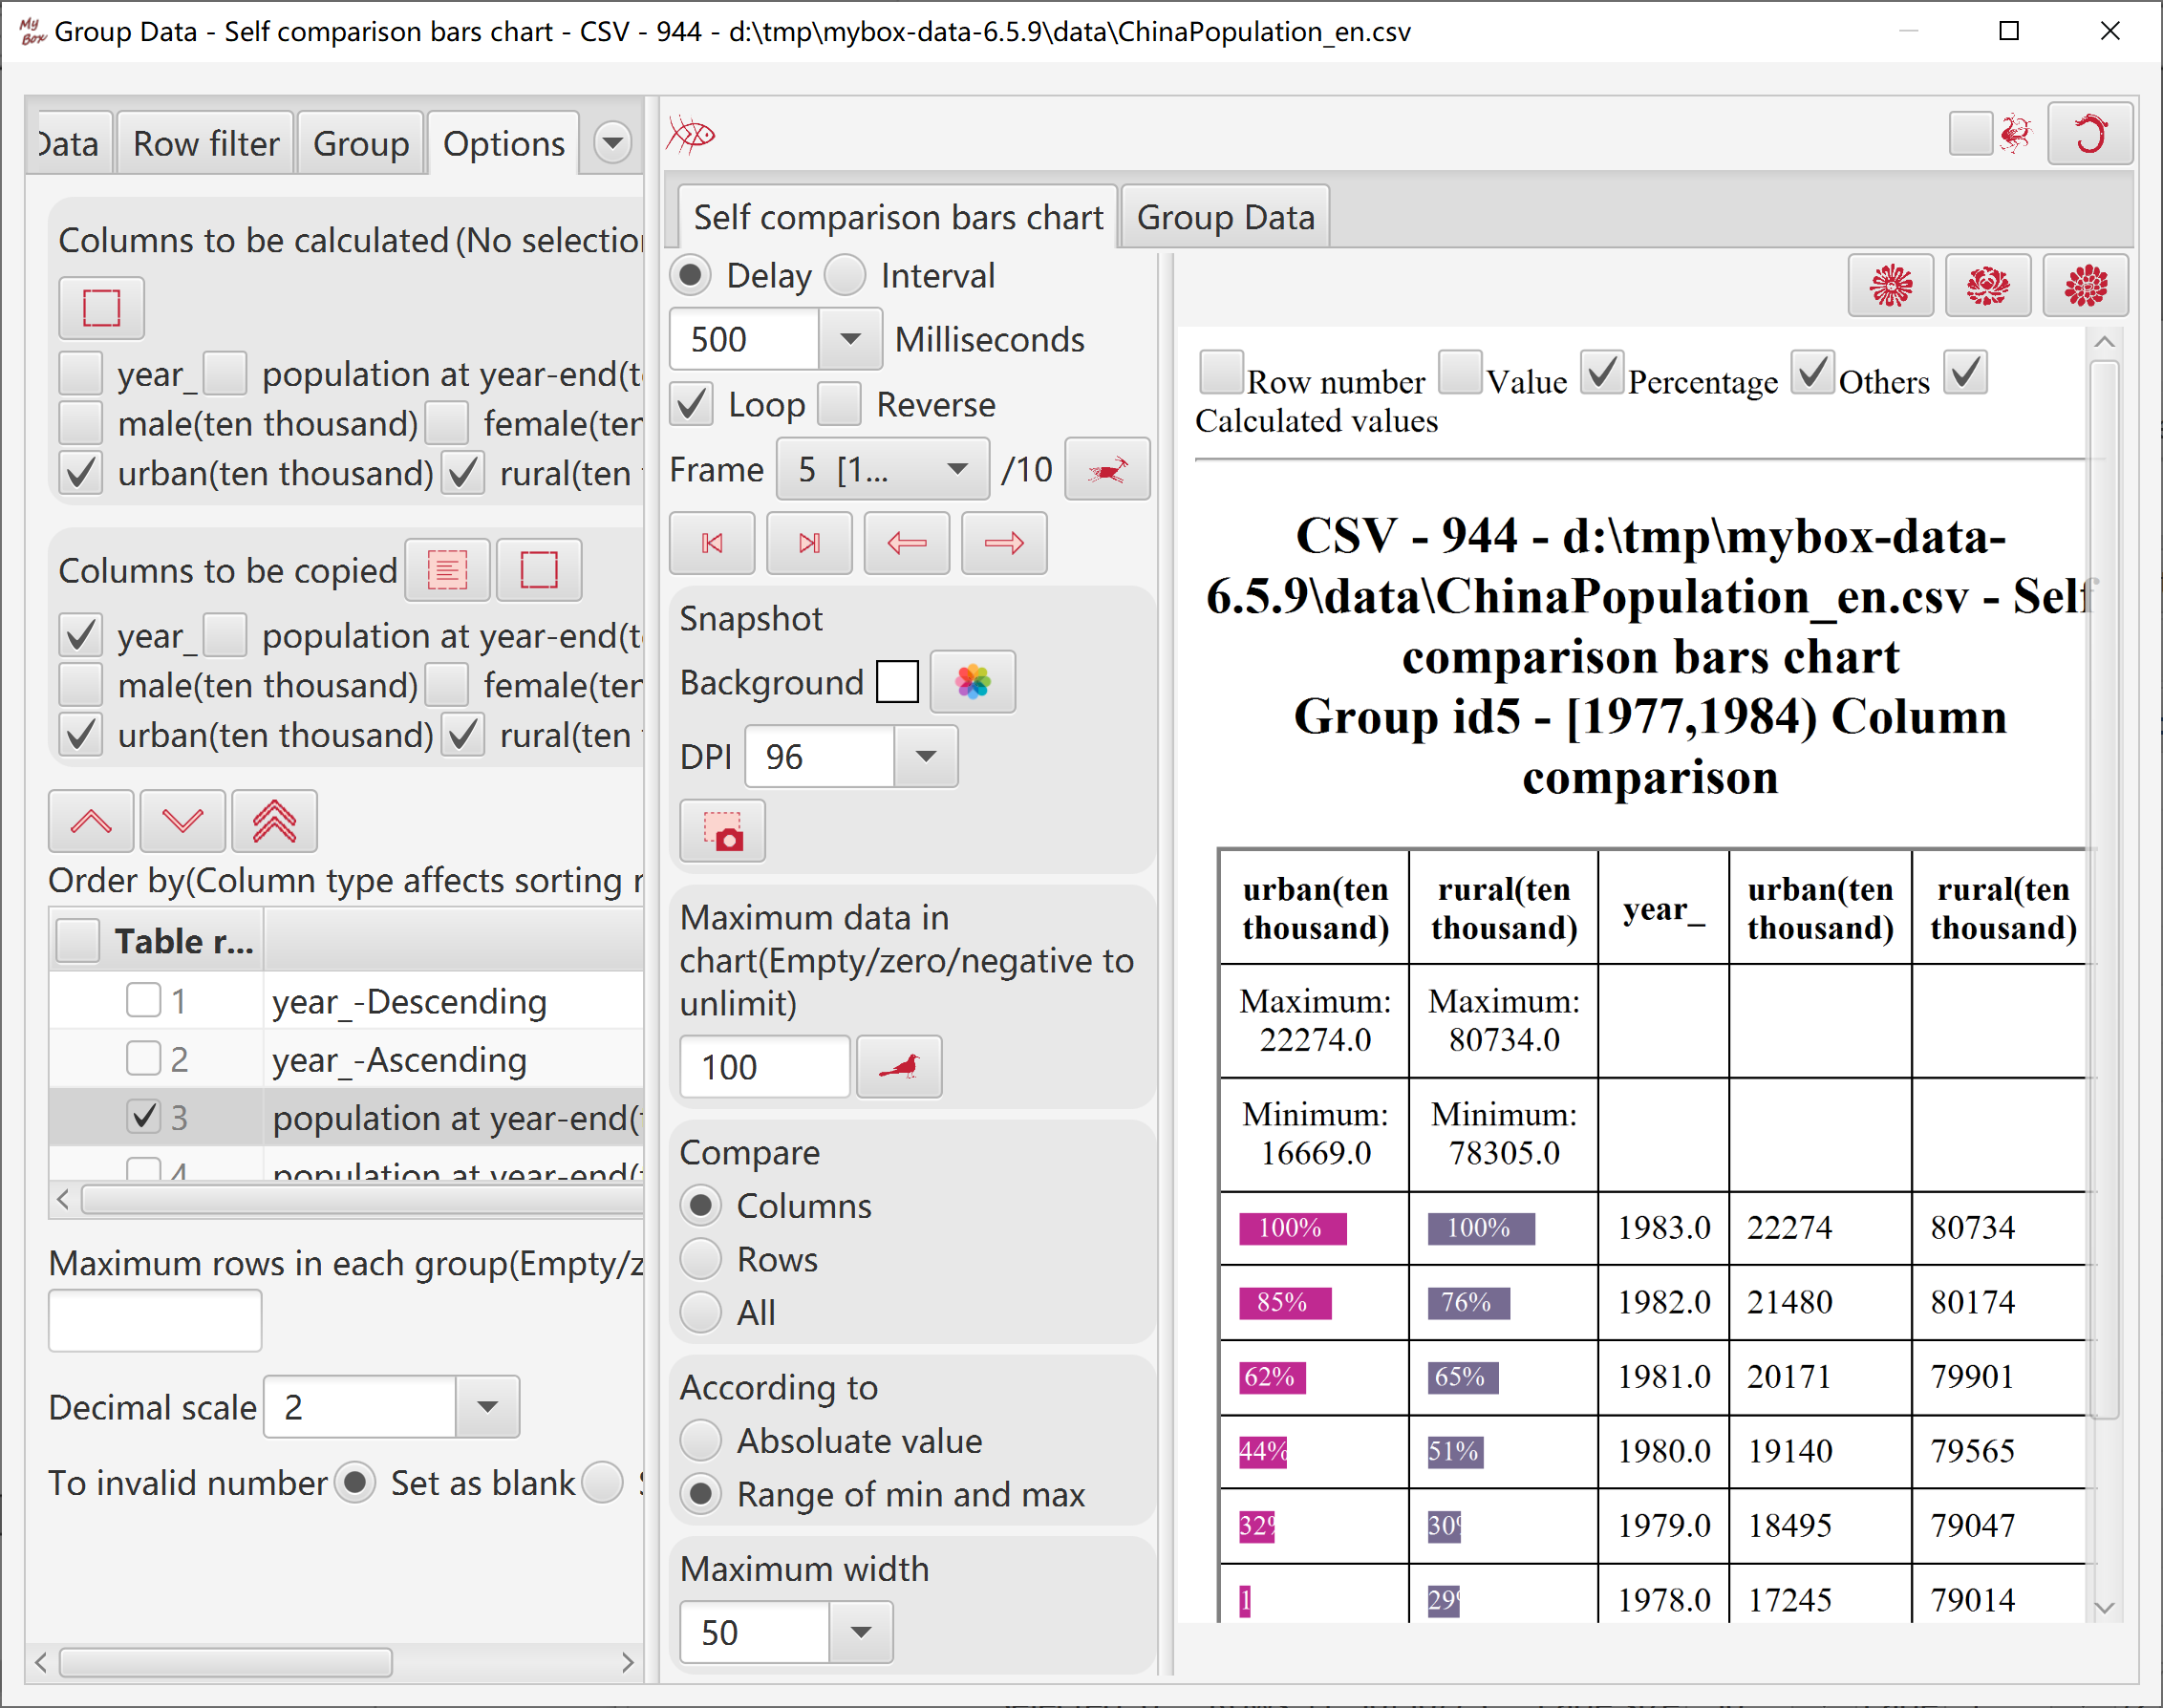 My Box Group Data - Self comparison bars chart - CSV - 944 - d:\tmp\mybox-data-6.5.9\data\ChinaPopulation_en.csv
Data Row filter Group Options
Columns to be calculated (No selection
year_ population at year-end(t
male(ten thousand) female(ten
urban(ten thousand) rural(ten
Columns to be copied
year_ population at year-end(t
male(ten thousand) female(ten
urban(ten thousand) rural(ten
Order by(Column type affects sorting r
Table r...
1 year_-Descending
2 year_-Ascending
3 population at year-end(
4 population at year-end(
Maximum rows in each group(Empty/z
Decimal scale 2
To invalid number Set as blank
Self comparison bars chart Group Data
Delay Interval
500 Milliseconds
Loop Reverse
Frame 5 [1... /10
Snapshot
Background
DPI 96
Maximum data in
chart(Empty/zero/negative to
unlimit)
100
Compare
Columns
Rows
All
According to
Absoluate value
Range of min and max
Maximum width
50
Row number Value Percentage Others
Calculated values
CSV - 944 - d:\tmp\mybox-data-
6.5.9\data\ChinaPopulation_en.csv - Self
comparison bars chart
Group id5 - [1977,1984) Column
comparison
urban(ten thousand) rural(ten thousand) year_ urban(ten thousand) rural(ten thousand)
Maximum: 22274.0 Maximum: 80734.0
Minimum: 16669.0 Minimum: 78305.0
100% 100% 1983.0 22274 80734
85% 76% 1982.0 21480 80174
62% 65% 1981.0 20171 79901
44% 51% 1980.0 19140 79565
32% 30% 1979.0 18495 79047
1 29% 1978.0 17245 79014